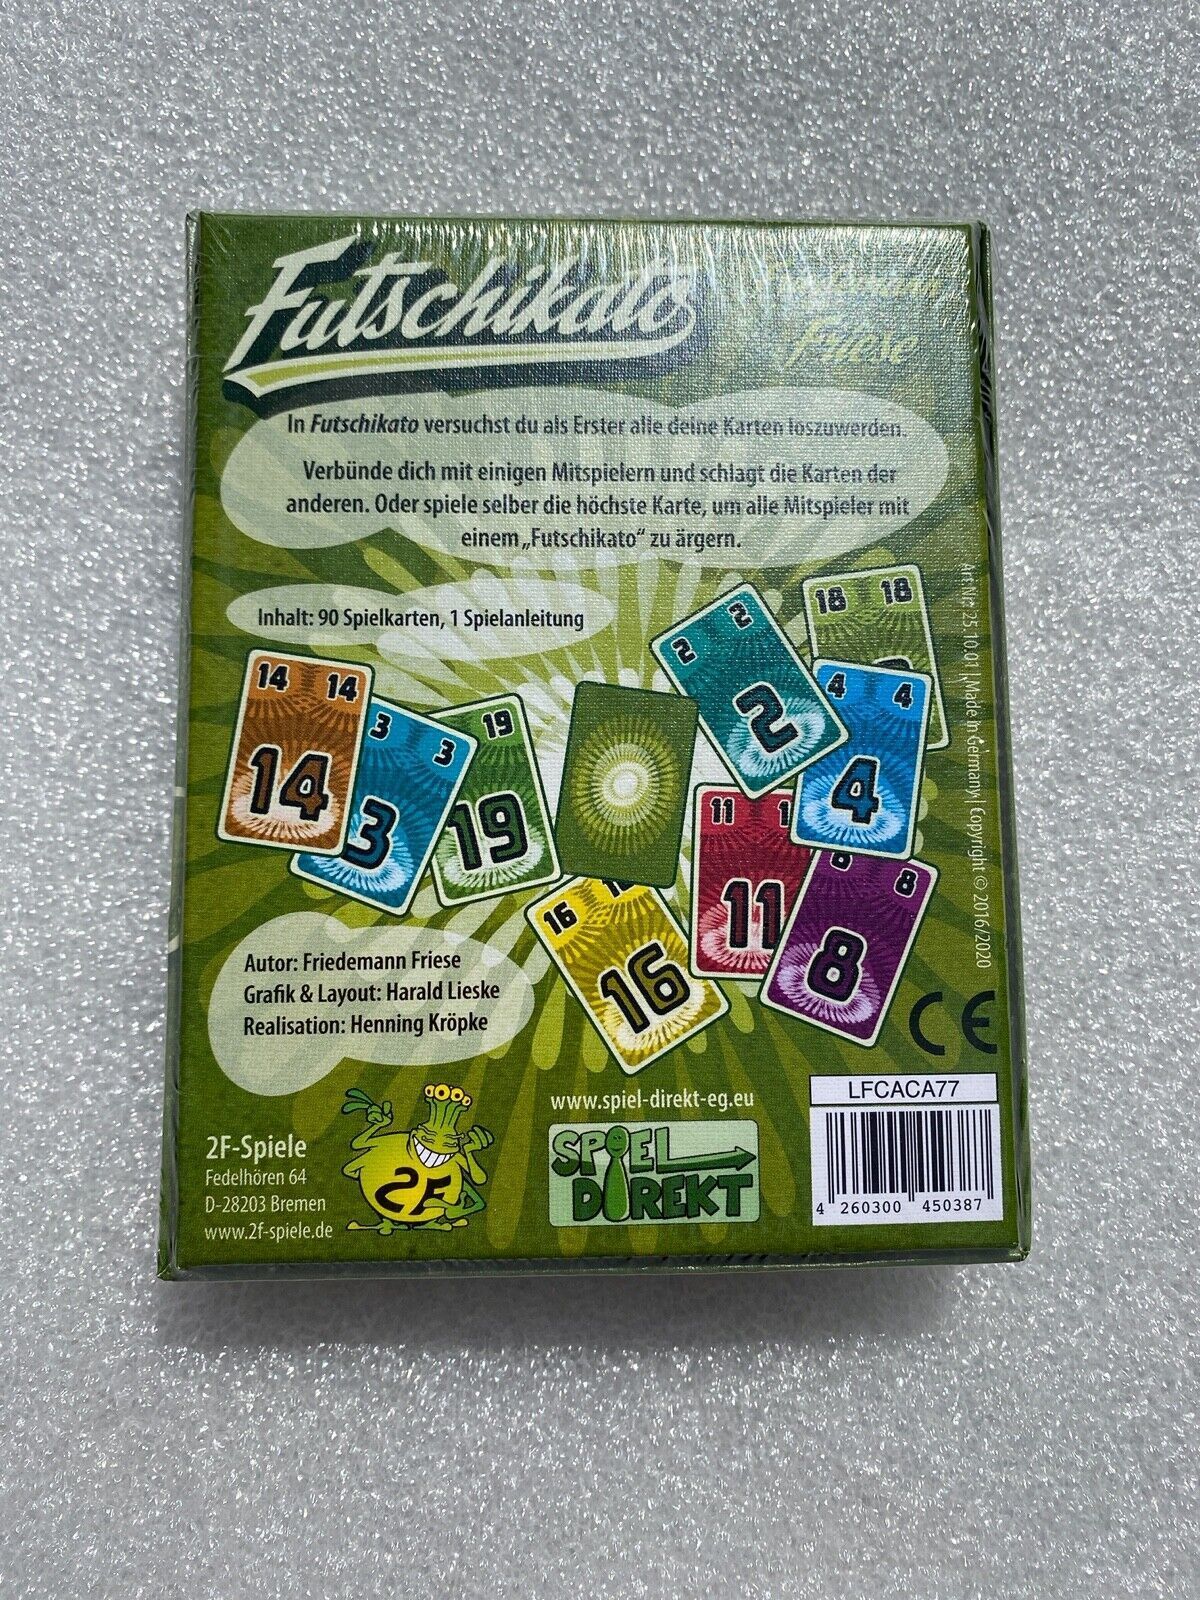 Futschikato
Friese
In Futschikato versuchst du als Erster alle deine Karten loszuwerden.
Verbünde dich mit einigen Mitspielern und schlagt die Karten der
anderen. Oder spiele selber die höchste Karte, um alle Mitspieler mit
einem „Futschikato“ zu ärgern.
Inhalt: 90 Spielkarten, 1 Spielanleitung
14 14
14
3 3
3
19
19
2 2
2
18 18
4 4
4
11
11
8
8
16
16
Art.Nr. 25 10 01 | Made in Germany | Copyright © 2016/2020
Autor: Friedemann Friese
Grafik & Layout: Harald Lieske
Realisation: Henning Kröpke
CE
2F-Spiele
Fedelhören 64
D-28203 Bremen
www.2f-spiele.de
2F
www.spiel-direkt-eg.eu
SPIEL
DIREKT
LFCACA77
4 260300 450387